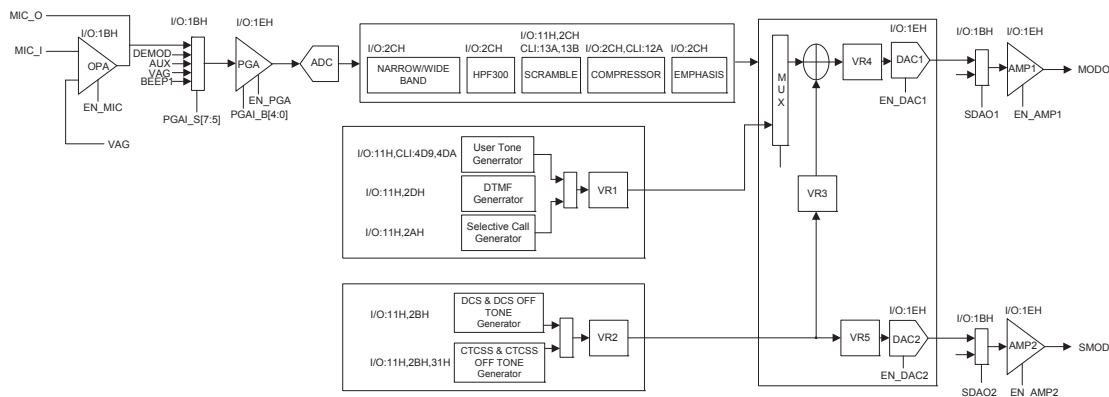 MIC_O
MIC_I
I/O:1BH
OPA
EN_MIC
VAG
I/O:1BH
DEMOD
AUX
VAG
BEEP1
PGAI_S[7:5]
I/O:1EH
PGA
EN_PGA
PGAI_B[4:0]
ADC
I/O:2CH
NARROW/WIDE
BAND
I/O:2CH
HPF300
I/O:11H,2CH
CLI:13A,13B
SCRAMBLE
I/O:2CH,CLI:12A
COMPRESSOR
I/O:2CH
EMPHASIS
I/O:11H,CLI:4D9,4DA
User Tone
Generator
I/O:11H,2DH
DTMF
Generator
I/O:11H,2AH
Selective Call
Generator
VR1
I/O:11H,2BH
DCS & DCS OFF
TONE
Generator
I/O:11H,2BH,31H
CTCSS & CTCSS
OFF TONE
Generator
VR2
MUX
VR3
VR4
I/O:1EH
DAC1
EN_DAC1
I/O:1BH
SDAO1
I/O:1EH
AMP1
EN_AMP1
MODO
VR5
I/O:1EH
DAC2
EN_DAC2
I/O:1BH
SDAO2
I/O:1EH
AMP2
EN_AMP2
SMOD